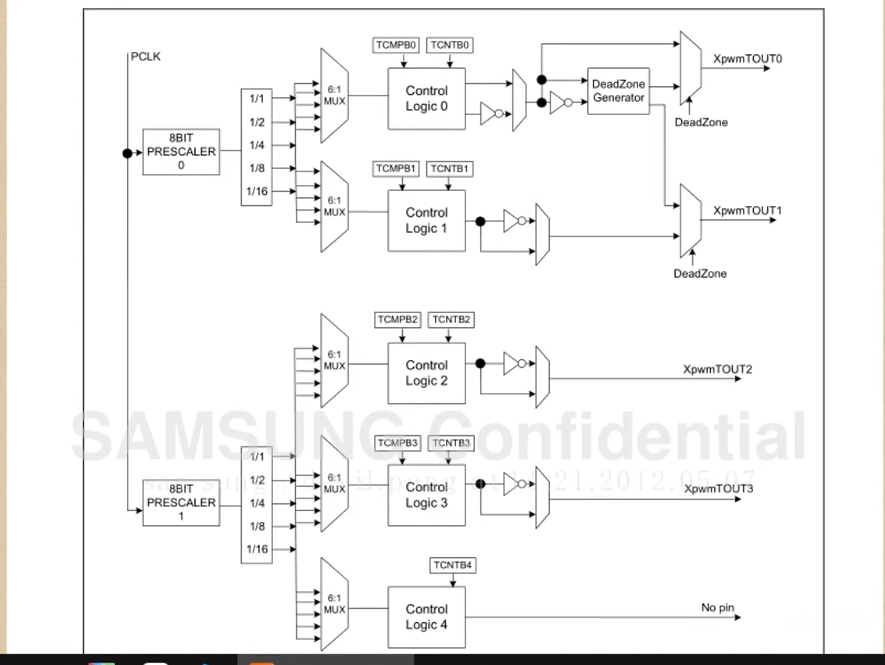 PCLK
8BIT
PRESCALER
0
1/1
1/2
1/4
1/8
1/16
6:1
MUX
TCMPB0
TCNTB0
Control
Logic 0
DeadZone
Generator
XpwmTOUT0
DeadZone
6:1
MUX
TCMPB1
TCNTB1
Control
Logic 1
XpwmTOUT1
DeadZone
6:1
MUX
TCMPB2
TCNTB2
Control
Logic 2
XpwmTOUT2
SAMSUNG Confidential
8BIT
PRESCALER
1
1/1
1/2
1/4
1/8
1/16
6:1
MUX
TCMPB3
TCNTB3
Control
Logic 3
XpwmTOUT3
21,2012.05.07
6:1
MUX
TCNTB4
Control
Logic 4
No pin